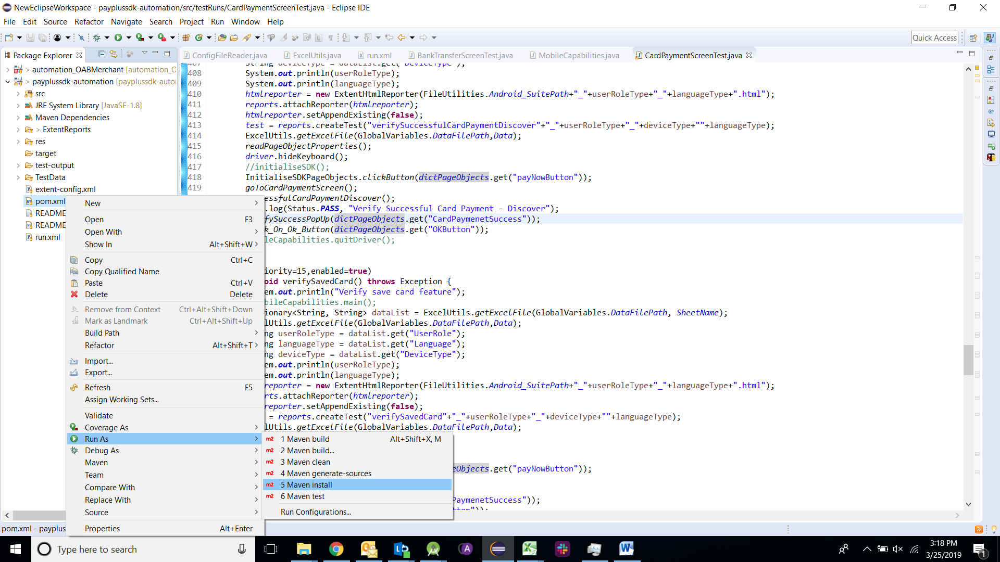 NewEclipseWorkspace - payplussdk-automation/src/testRuns/CardPaymentScreenTest.java - Eclipse IDE
File Edit Source Refactor Navigate Search Project Run Window Help
Quick Access
Package Explorer
ConfigFileReader.java ExcelUtils.java run.xml BankTransferScreenTest.java MobileCapabilities.java CardPaymentScreenTest.java
> automation_OABMerchant [automation_O
> payplussdk-automation [payplussdk-autor
src
JRE System Library [JavaSE-1.8]
Maven Dependencies
> ExtentReports
res
target
test-output
TestData
extent-config.xml
pom.xml
README
README
run.xml
407 String deviceType = dataList.get("DeviceType");
408 System.out.println(userRoleType);
409 System.out.println(languageType);
410 htmlreporter = new ExtentHtmlReporter(FileUtilities.Android_SuitePath+"_"+userRoleType+"_"+languageType+".html");
411 reports.attachReporter(htmlreporter);
412 htmlreporter.setAppendExisting(false);
413 test = reports.createTest("verifySuccessfulCardPaymentDiscover"+"_"+userRoleType+"_"+deviceType+""+languageType);
414 ExcelUtils.getExcelFile(GlobalVariables.DataFilePath,Data);
415 readPageObjectProperties();
416 driver.hideKeyboard();
417 //initialiseSDK();
418 InitialiseSDKPageObjects.clickButton(dictPageObjects.get("payNowButton"));
419 goToCardPaymentScreen();
essfulCardPaymentDiscover();
.log(Status.PASS, "Verify Successful Card Payment - Discover");
fySuccessPopUp(dictPageObjects.get("CardPaymenetSuccess"));
k_On_Ok_Button(dictPageObjects.get("OKButton"));
leCapabilities.quitDriver();
iority=15,enabled=true)
oid verifySavedCard() throws Exception {
em.out.println("Verify save card feature");
bileCapabilities.main();
ionary<String, String> dataList = ExcelUtils.getExcelFile(GlobalVariables.DataFilePath, SheetName);
lUtils.getExcelFile(GlobalVariables.DataFilePath,Data);
ng userRoleType = dataList.get("UserRole");
ng languageType = dataList.get("Language");
ng deviceType = dataList.get("DeviceType");
em.out.println(userRoleType);
em.out.println(languageType);
reporter = new ExtentHtmlReporter(FileUtilities.Android_SuitePath+"_"+userRoleType+"_"+languageType+".html");
rts.attachReporter(htmlreporter);
reporter.setAppendExisting(false);
= reports.createTest("verifySavedCard"+"_"+userRoleType+"_"+deviceType+""+languageType);
lUtils.getExcelFile(GlobalVariables.DataFilePath,Data);
eObjects.get("payNowButton"));
PaymenetSuccess"));
New
Open F3
Open With
Show In Alt+Shift+W
Copy Ctrl+C
Copy Qualified Name
Paste Ctrl+V
Delete Delete
Remove from Context Ctrl+Alt+Shift+Down
Mark as Landmark Ctrl+Alt+Shift+Up
Build Path
Refactor Alt+Shift+T
Import...
Export...
Refresh F5
Assign Working Sets...
Validate
Coverage As
Run As
Debug As
Maven
Team
Compare With
Replace With
Source
Properties Alt+Enter
m2 1 Maven build Alt+Shift+X, M
m2 2 Maven build...
m2 3 Maven clean
m2 4 Maven generate-sources
m2 5 Maven install
m2 6 Maven test
Run Configurations...
pom.xml - payplus
Type here to search
3:18 PM
3/25/2019
1